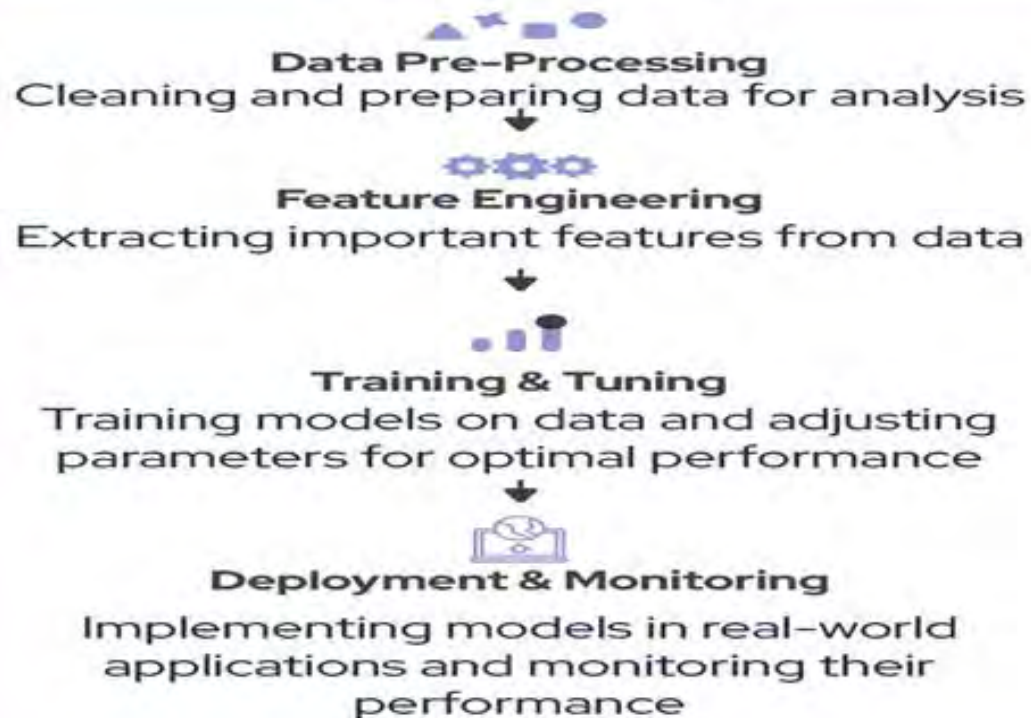 Data Pre-Processing
Cleaning and preparing data for analysis
Feature Engineering
Extracting important features from data
Training & Tuning
Training models on data and adjusting
parameters for optimal performance
Deployment & Monitoring
Implementing models in real-world
applications and monitoring their
performance